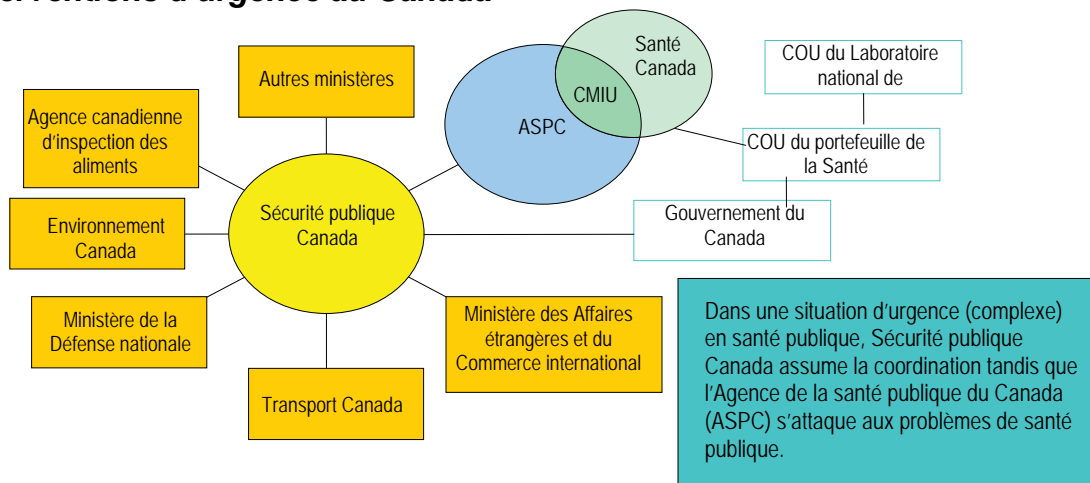 d'urgence au Canada
Santé
Canada
COU du Laboratoire
national de
Autres ministères
CMIU
Agence canadienne
d'inspection des
aliments
ASPC
COU du portefeuille de
la Santé
Sécurité publique
Canada
Gouvernement du
Canada
Environnement
Canada
Ministère de la
Défense nationale
Ministère des Affaires
étrangères et du
Commerce international
Transport Canada
Dans une situation d'urgence (complexe)
en santé publique, Sécurité publique
Canada assume la coordination tandis que
l'Agence de la santé publique du Canada
(ASPC) s'attaque aux problèmes de santé
publique.